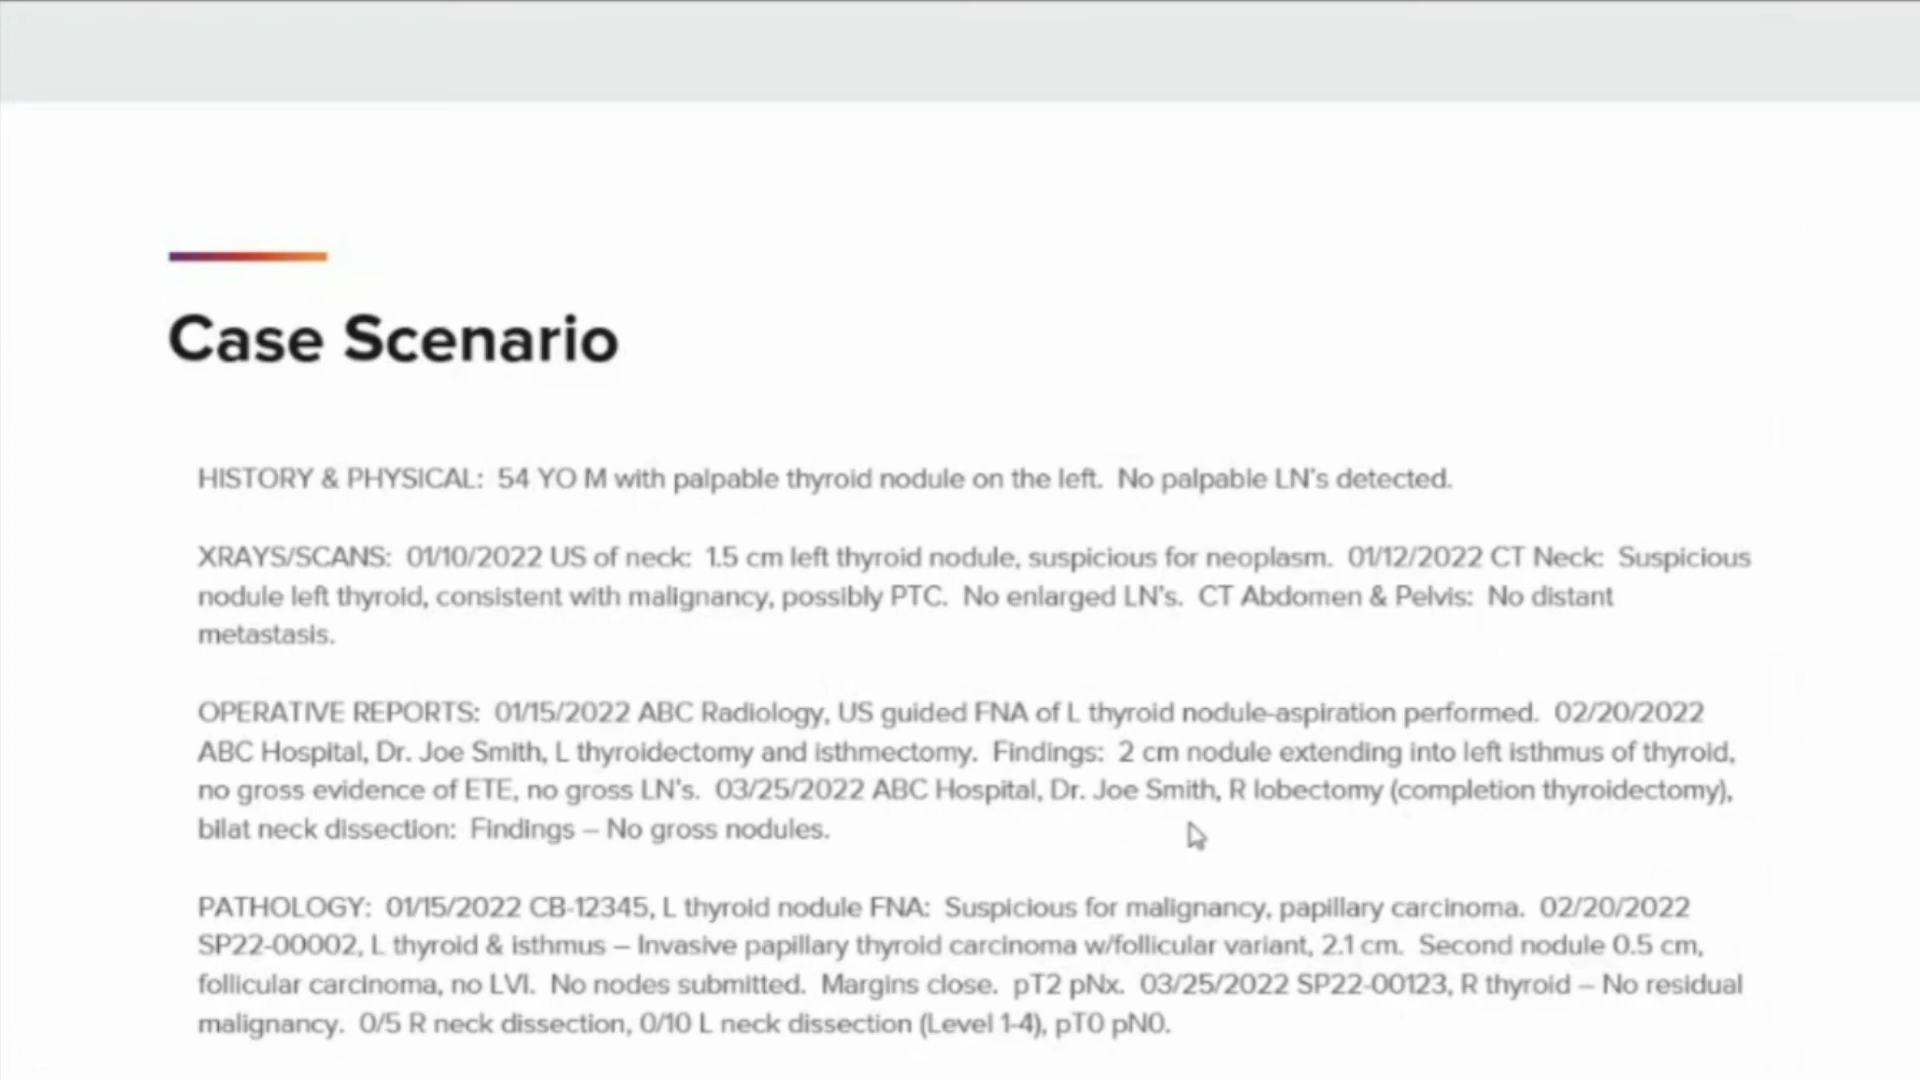 Case Scenario
HISTORY & PHYSICAL: 54 YO M with palpable thyroid nodule on the left. No palpable LN's detected.
XRAYS/SCANS: 01/10/2022 US of neck: 1.5 cm left thyroid nodule, suspicious for neoplasm. 01/12/2022 CT Neck: Suspicious
nodule left thyroid, consistent with malignancy, possibly PTC. No enlarged LN's. CT Abdomen & Pelvis: No distant
metastasis.
OPERATIVE REPORTS: 01/15/2022 ABC Radiology, US guided FNA of L thyroid nodule-aspiration performed. 02/20/2022
ABC Hospital, Dr. Joe Smith, L thyroidectomy and isthmectomy. Findings: 2 cm nodule extending into left isthmus of thyroid,
no gross evidence of ETE, no gross LN's. 03/25/2022 ABC Hospital, Dr. Joe Smith, R lobectomy (completion thyroidectomy),
bilat neck dissection: Findings – No gross nodules.
PATHOLOGY: 01/15/2022 CB-12345, L thyroid nodule FNA: Suspicious for malignancy, papillary carcinoma. 02/20/2022
SP22-00002, L thyroid & isthmus – Invasive papillary thyroid carcinoma w/follicular variant, 2.1 cm. Second nodule 0.5 cm,
follicular carcinoma, no LVI. No nodes submitted. Margins close. pT2 pNx. 03/25/2022 SP22-00123, R thyroid – No residual
malignancy. 0/5 R neck dissection, 0/10 L neck dissection (Level 1-4), pT0 pN0.